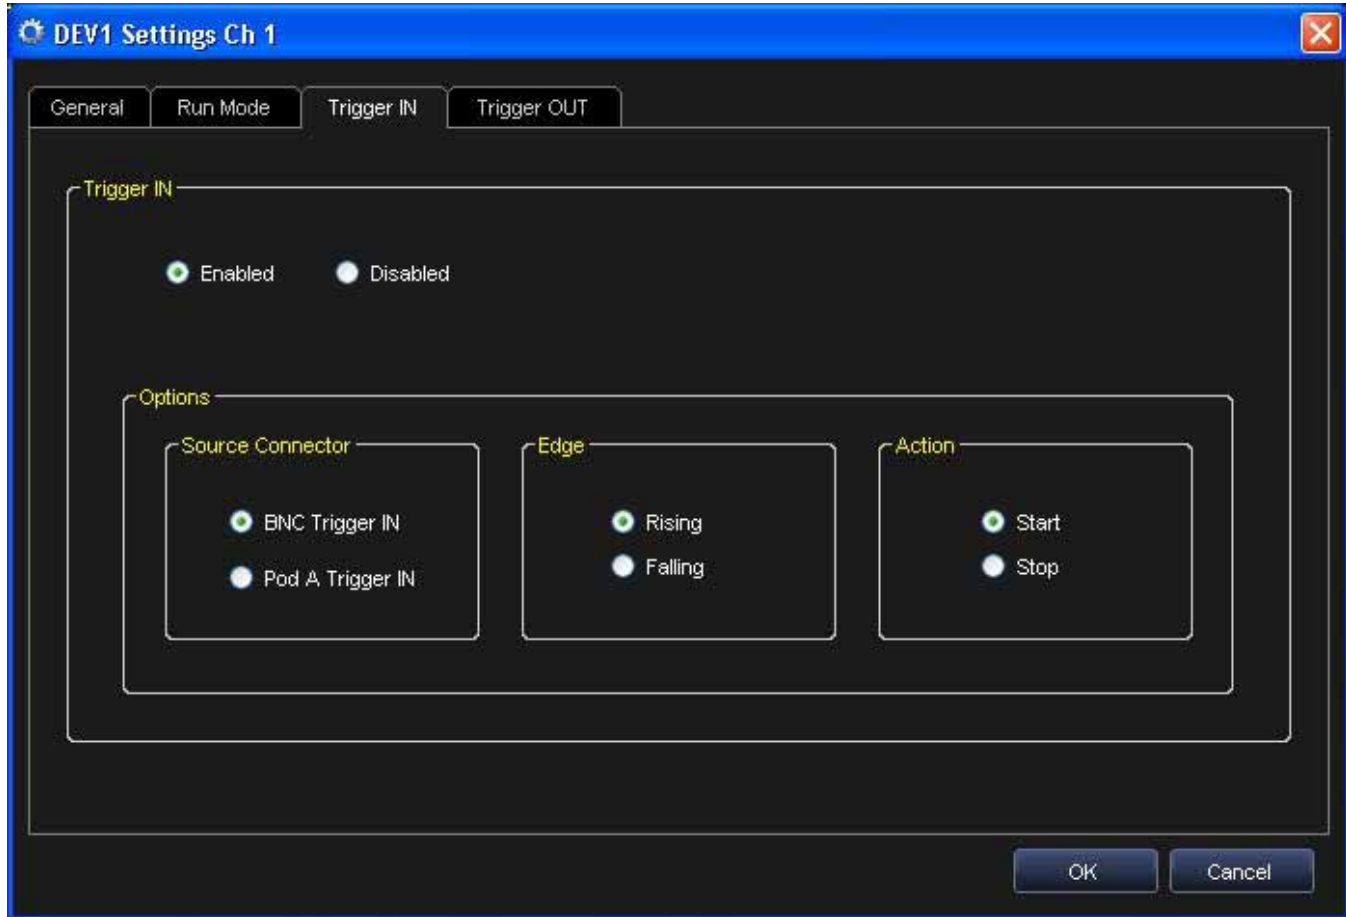 DEV1 Settings Ch 1
General Run Mode Trigger IN Trigger OUT
Trigger IN
Enabled Disabled
Options
Source Connector Edge Action
BNC Trigger IN Rising Start
Pod A Trigger IN Falling Stop
OK Cancel